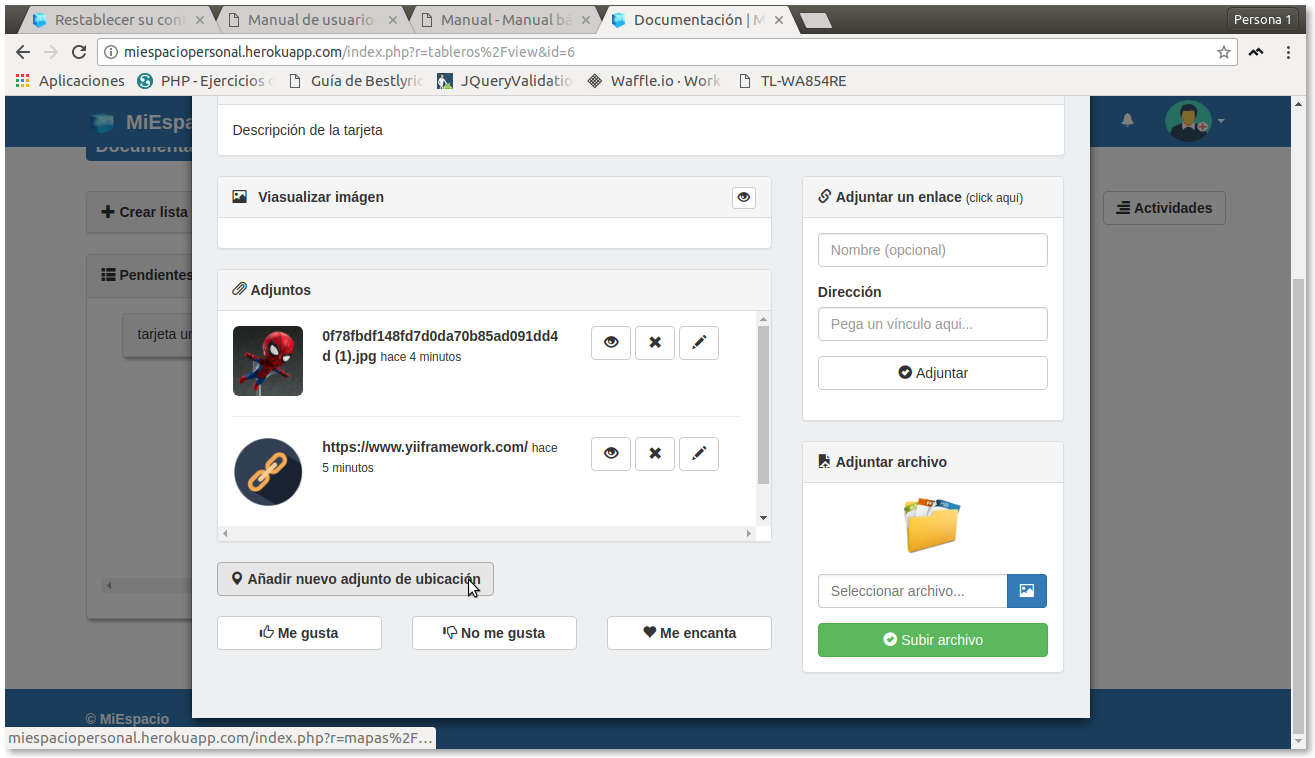 Restablecer su con
Manual de usuario
Manual - Manual bá
Documentación | M
Persona 1
miespaciopersonal.herokuapp.com/index.php?r=tableros%2Fview&id=6
Aplicaciones
PHP - Ejercicios
Guía de Bestlyric
JQueryValidatio
Waffle.io · Work
TL-WA854RE
MiEspa
Documenta
Descripción de la tarjeta
Crear lista
Viasualizar imágen
Adjuntar un enlace (click aquí)
Actividades
Nombre (opcional)
Pendientes
Adjuntos
Dirección
tarjeta un
Pega un vínculo aqui...
0f78fbdf148fd7d0da70b85ad091dd4
d (1).jpg hace 4 minutos
Adjuntar
https://www.yiiframework.com/ hace
5 minutos
Adjuntar archivo
Añadir nuevo adjunto de ubicación
Seleccionar archivo...
Me gusta
No me gusta
Me encanta
Subir archivo
© MiEspacio
miespaciopersonal.herokuapp.com/index.php?r=mapas%2F...